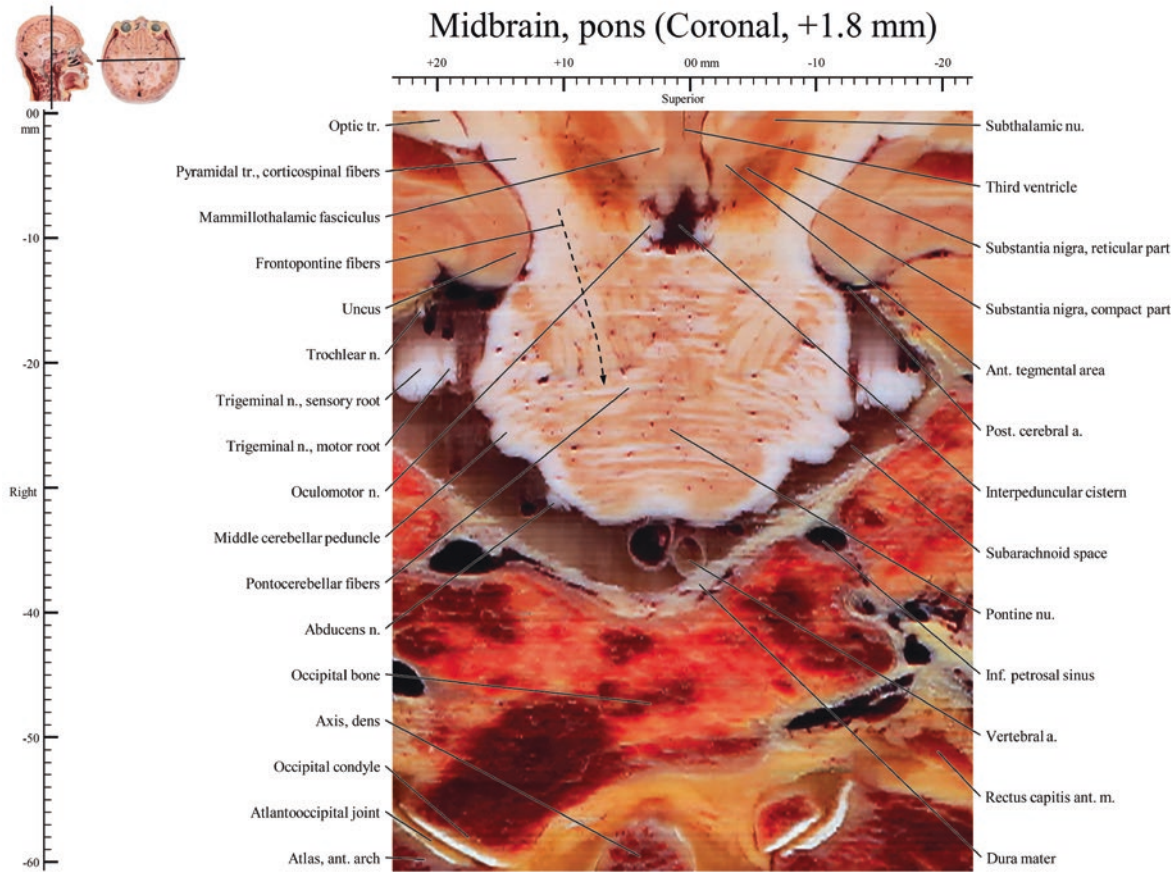 Midbrain, pons (Coronal, +1.8 mm)
+20
+10
00 mm
-10
-20
Superior
00
mm
-10
-20
Right
-30
-40
-50
-60
Optic tr.
Pyramidal tr., corticospinal fibers
Mammillothalamic fasciculus
Frontopontine fibers
Uncus
Trochlear n.
Trigeminal n., sensory root
Trigeminal n., motor root
Oculomotor n.
Middle cerebellar peduncle
Pontocerebellar fibers
Abducens n.
Occipital bone
Axis, dens
Occipital condyle
Atlantooccipital joint
Atlas, ant. arch
Subthalamic nu.
Third ventricle
Substantia nigra, reticular part
Substantia nigra, compact part
Ant. tegmental area
Post. cerebral a.
Interpeduncular cistern
Subarachnoid space
Pontine nu.
Inf. petrosal sinus
Vertebral a.
Rectus capitis ant. m.
Dura mater